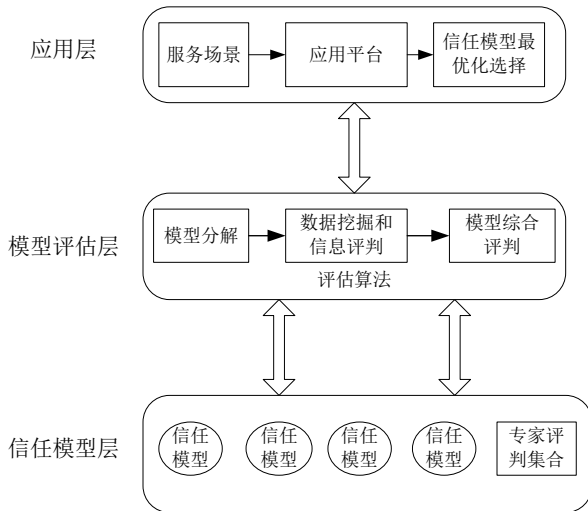 应用层
服务场景
应用平台
信任模型最
优化选择
模型评估层
模型分解
数据挖掘和
信息评判
模型综合
评判
评估算法
信任模型层
信任
模型
信任
模型
信任
模型
信任
模型
专家评
判集合